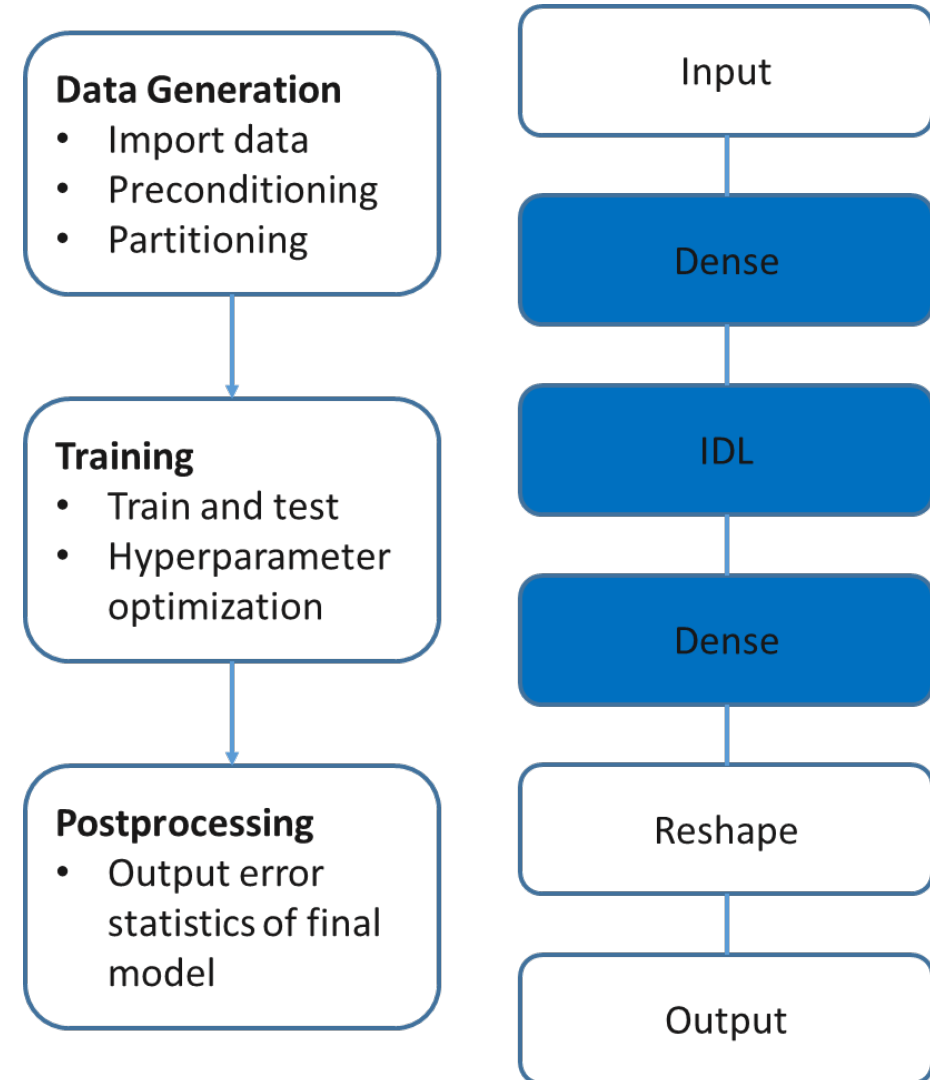 Data Generation
• Import data
• Preconditioning
• Partitioning
Training
• Train and test
• Hyperparameter
optimization
Postprocessing
• Output error
statistics of final
model
Input
Dense
IDL
Dense
Reshape
Output